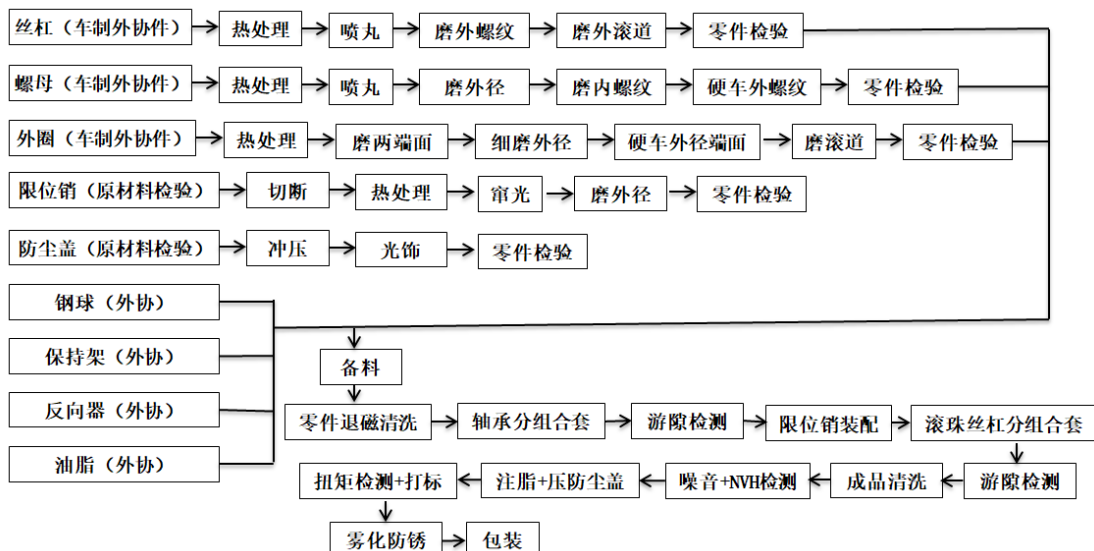 丝杠（车制外协件） 热处理 喷丸 磨外螺纹 磨外滚道 零件检验
螺母（车制外协件） 热处理 喷丸 磨外径 磨内螺纹 硬车外螺纹 零件检验
外圈（车制外协件） 热处理 磨两端面 细磨外径 硬车外径端面 磨滚道 零件检验
限位销（原材料检验） 切断 热处理 窜光 磨外径 零件检验
防尘盖（原材料检验） 冲压 光饰 零件检验
钢球（外协）
保持架（外协）
反向器（外协）
油脂（外协）
备料
零件退磁清洗 轴承分组合套 游隙检测 限位销装配 滚珠丝杠分组合套
扭矩检测+打标 注脂+压防尘盖 噪音+NVH检测 成品清洗 游隙检测
雾化防锈 包装